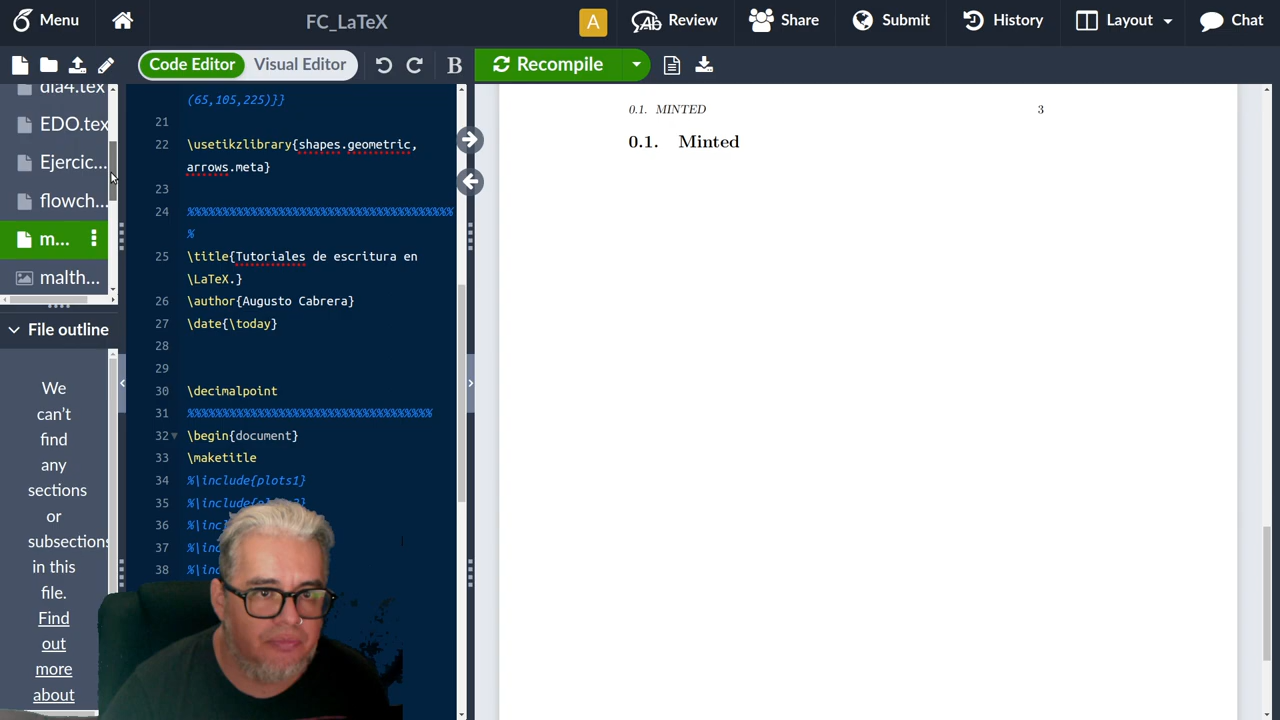 Menu
FC_LaTeX
A
Review
Share
Submit
History
Layout
Chat
Code Editor
Visual Editor
B
Recompile
dia4.tex
EDO.tex
Ejercic...
flowch...
m...
malth...
File outline
We
can't
find
any
sections
or
subsections
in this
file.
Find
out
more
about
(65,105,225)}}
21
22 \usetikzlibrary{shapes.geometric,
arrows.meta}
23
24 %%%%%%%%%%%%%%%%%%%%%%%%%%%%%%%%%%%%%%
%
25 \title{Tutoriales de escritura en
\LaTeX.}
26 \author{Augusto Cabrera}
27 \date{\today}
28
29
30 \decimalpoint
31 %%%%%%%%%%%%%%%%%%%%%%%%%%%%%%%%%%%
32 \begin{document}
33 \maketitle
34 %\include{plots1}
35 %\include{
36 %\incl
37 %\inc
38 %\inc
0.1. MINTED 3
0.1. Minted